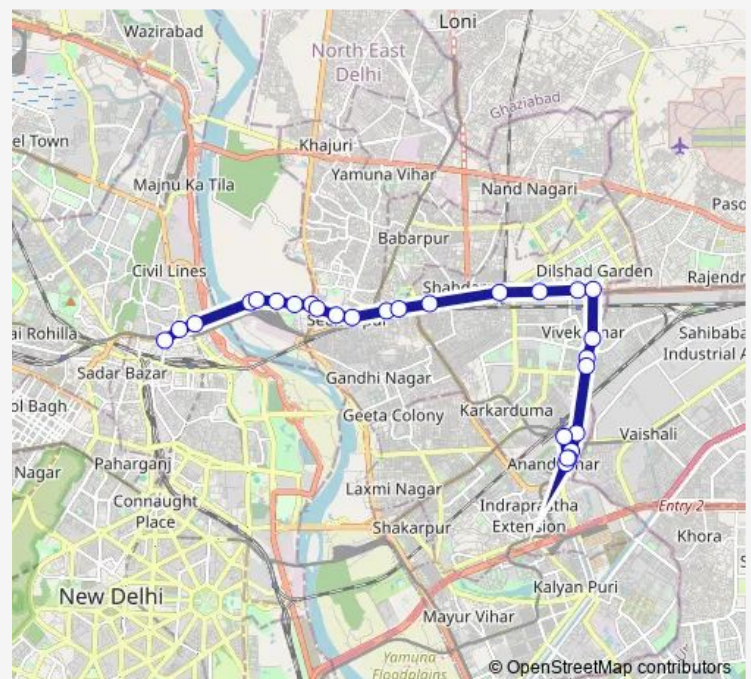 Loni
Wazirabad
North East
Delhi
Ghaziabad
el Town
Khajuri
Yamuna Vihar
Majnu Ka Tila
Nand Nagari
Paso
Babarpur
Civil Lines
Dilshad Garden
Rajendr
ai Rohilla
Sahibaba
Industrial A
Sadar Bazar
Gandhi Nagar
ol Bagh
Geeta Colony
Karkarduma
Vaishali
Nagar
Paharganj
Laxmi Nagar
Connaught
Place
Indraprastha
Extension
Entry 2
Shakarpur
Khora
New Delhi
Kalyan Puri
Mayur Vihar
Yamuna
Floodplains
© OpenStreetMap contributors